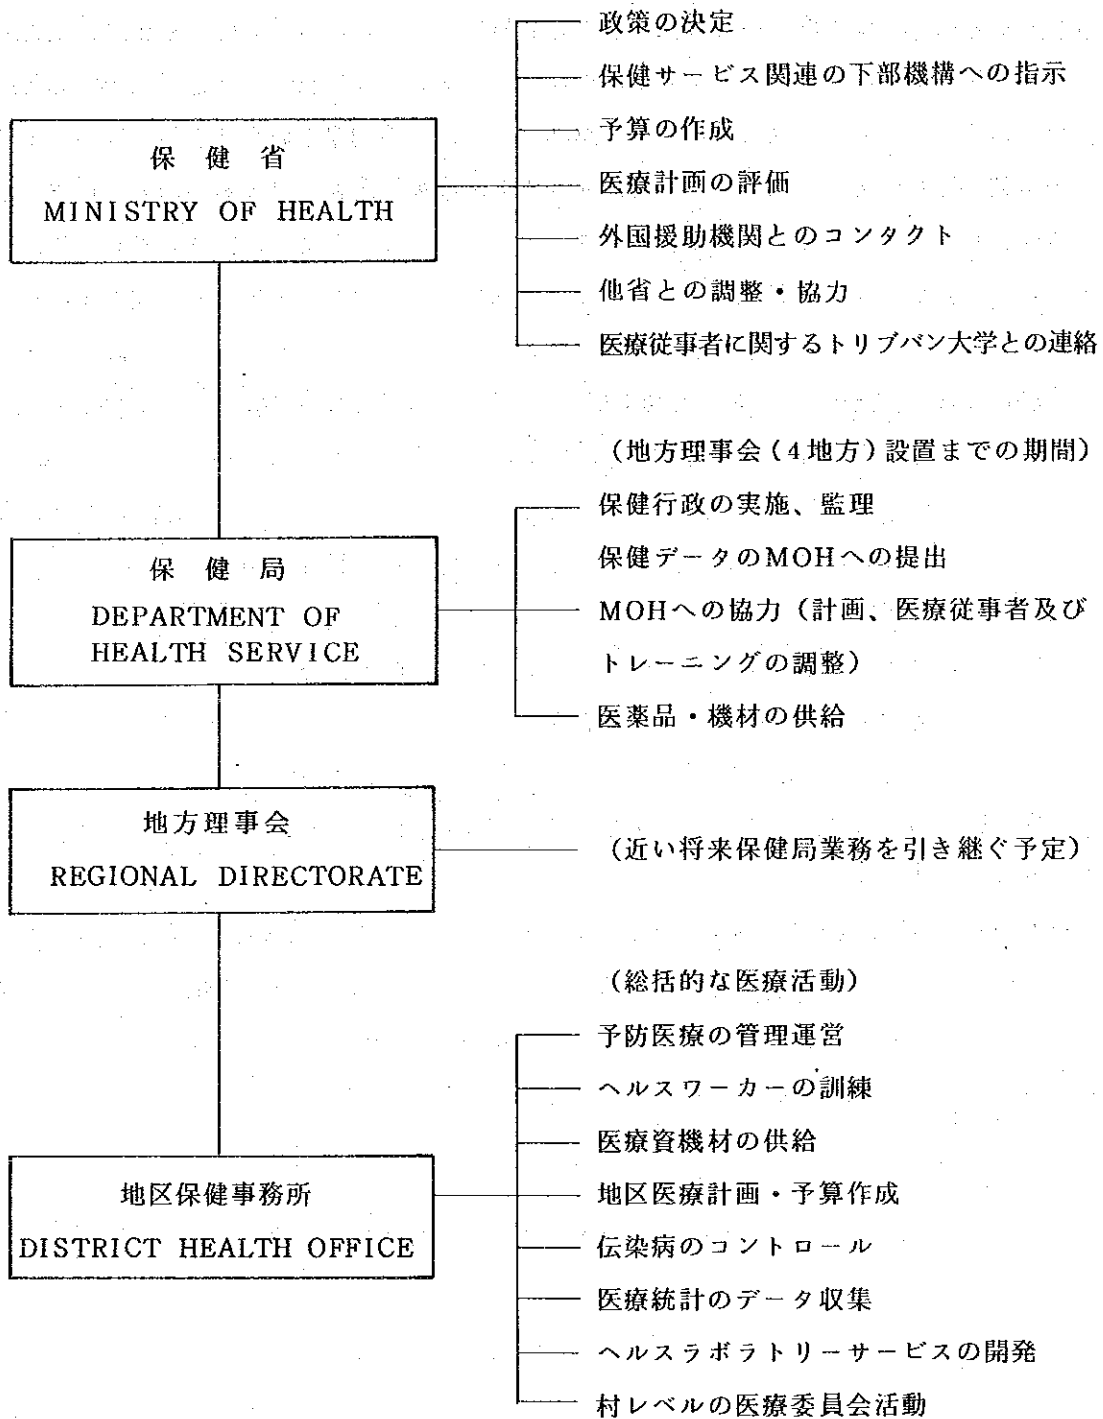 保健省
MINISTRY OF HEALTH
政策の決定
保健サービス関連の下部機構への指示
予算の作成
医療計画の評価
外国援助機関とのコンタクト
他省との調整・協力
医療従事者に関するトリブバン大学との連絡
保健局
DEPARTMENT OF
HEALTH SERVICE
（地方理事会（4地方）設置までの期間）
保健行政の実施、監理
保健データのMOHへの提出
MOHへの協力（計画、医療従事者及び
トレーニングの調整）
医薬品・機材の供給
地方理事会
REGIONAL DIRECTORATE
（近い将来保健局業務を引き継ぐ予定）
地区保健事務所
DISTRICT HEALTH OFFICE
（総括的な医療活動）
予防医療の管理運営
ヘルスワーカーの訓練
医療資機材の供給
地区医療計画・予算作成
伝染病のコントロール
医療統計のデータ収集
ヘルスラボラトリーサービスの開発
村レベルの医療委員会活動